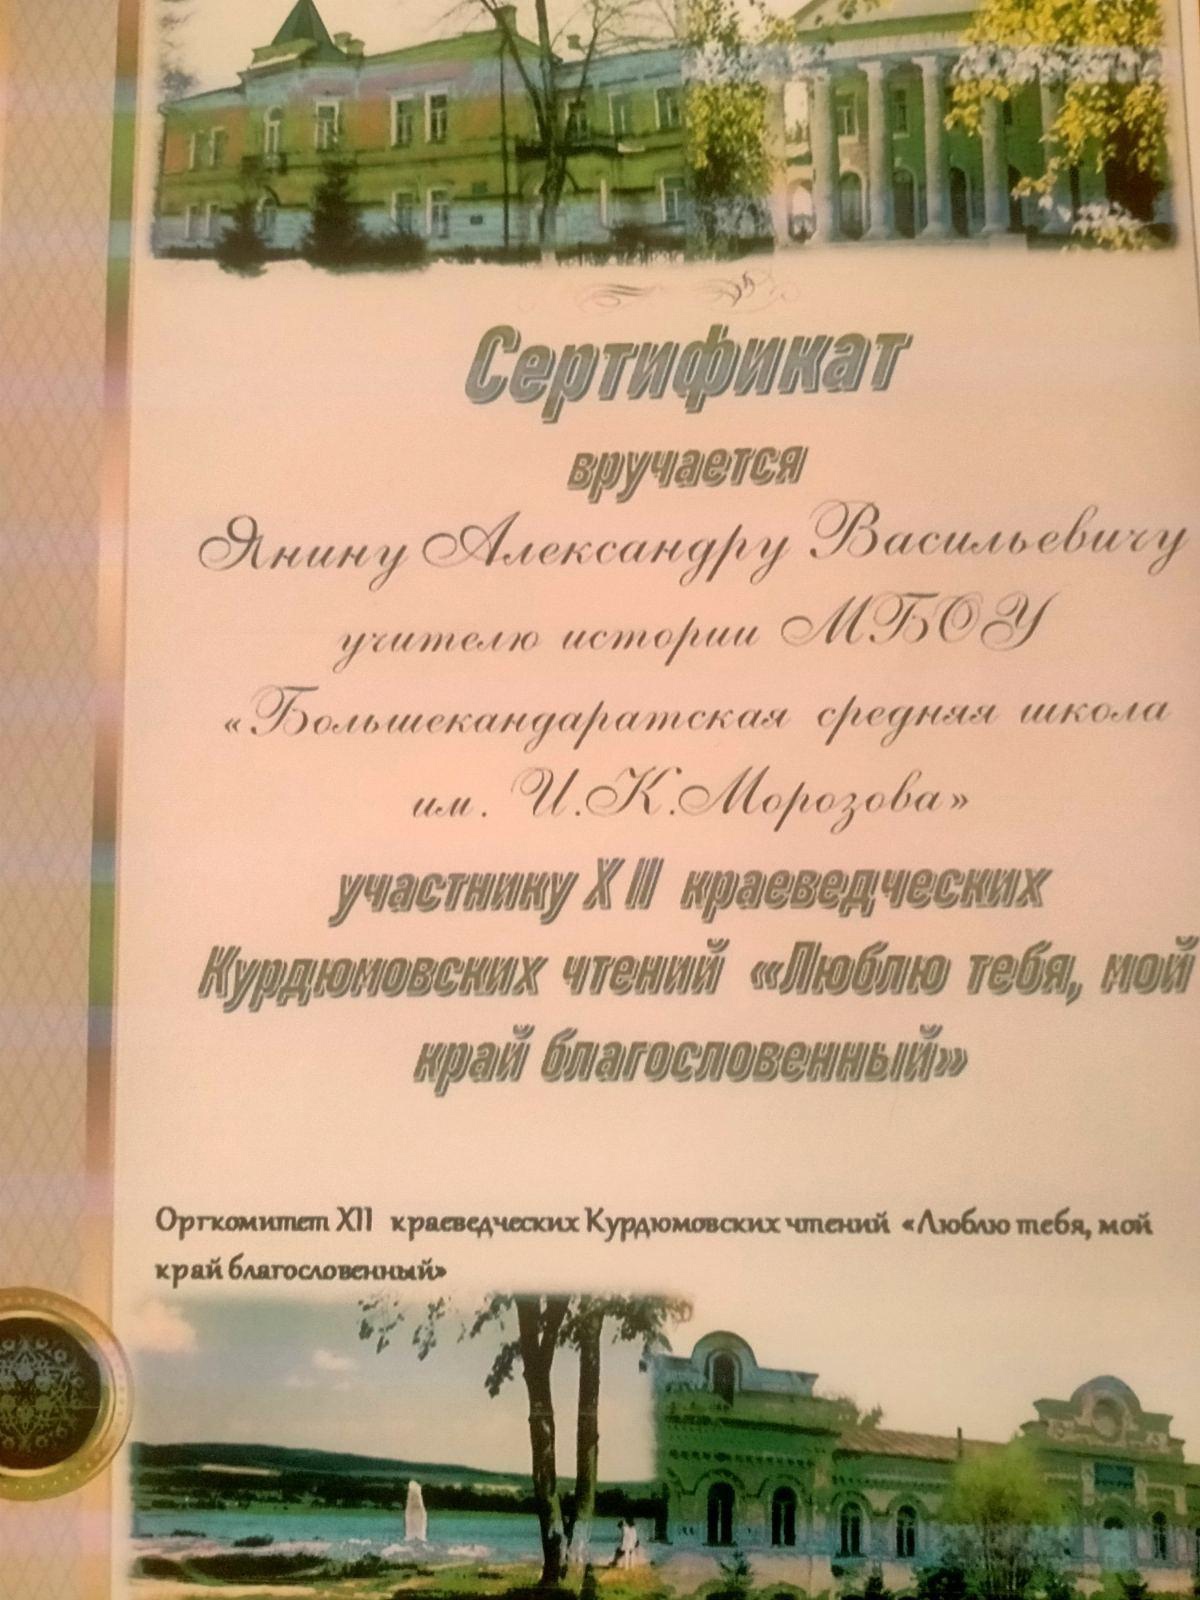 Сертификат
вручается
Янину Александру Васильевичу
учителю истории МБОУ
«Большекандаратская средняя школа
им. И.К.Морозова»
участнику XII краеведческих
Курдюмовских чтений «Люблю тебя, мой
край благословенный»
Оргкомитет XII краеведческих Курдюмовских чтений «Люблю тебя, мой
край благословенный»